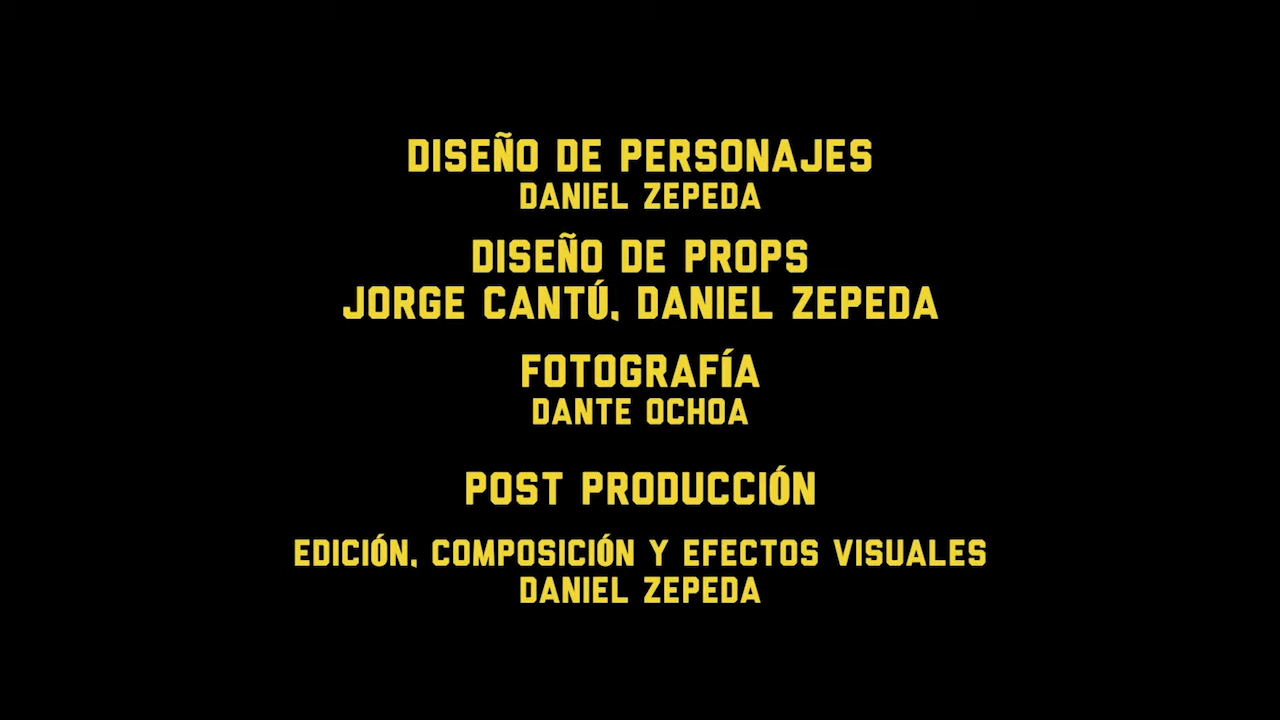 DISEÑO DE PERSONAJES
DANIEL ZEPEDA
DISEÑO DE PROPS
JORGE CANTÚ, DANIEL ZEPEDA
FOTOGRAFÍA
DANTE OCHOA
POST PRODUCCIÓN
EDICIÓN, COMPOSICIÓN Y EFECTOS VISUALES
DANIEL ZEPEDA